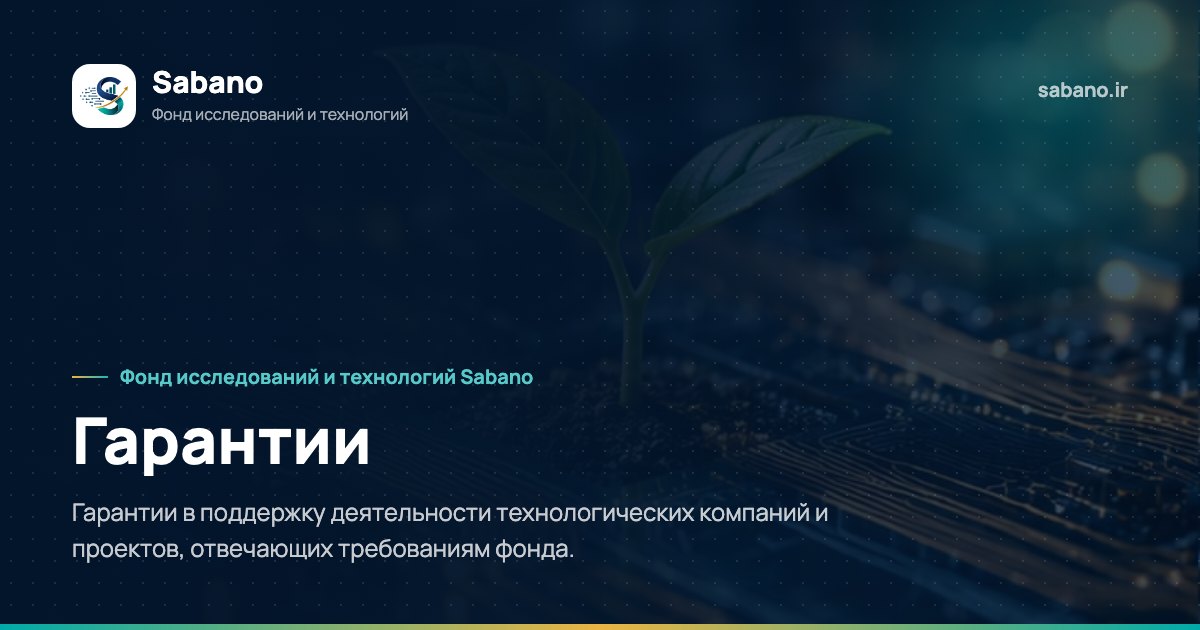 Sabano
Фонд исследований и технологий
sabano.ir
Фонд исследований и технологий Sabano
Гарантии
Гарантии в поддержку деятельности технологических компаний и
проектов, отвечающих требованиям фонда.